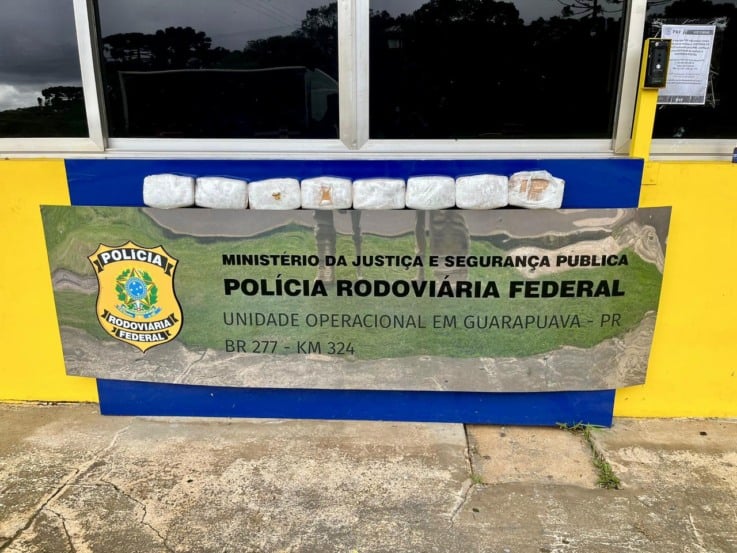 POLÍCIA
RODOVIÁRIA
FEDERAL
MINISTÉRIO DA JUSTIÇA E SEGURANÇA PUBLICA
POLÍCIA RODOVIÁRIA FEDERAL
UNIDADE OPERACIONAL EM GUARAPUAVA - PR
BR 277 - KM 324